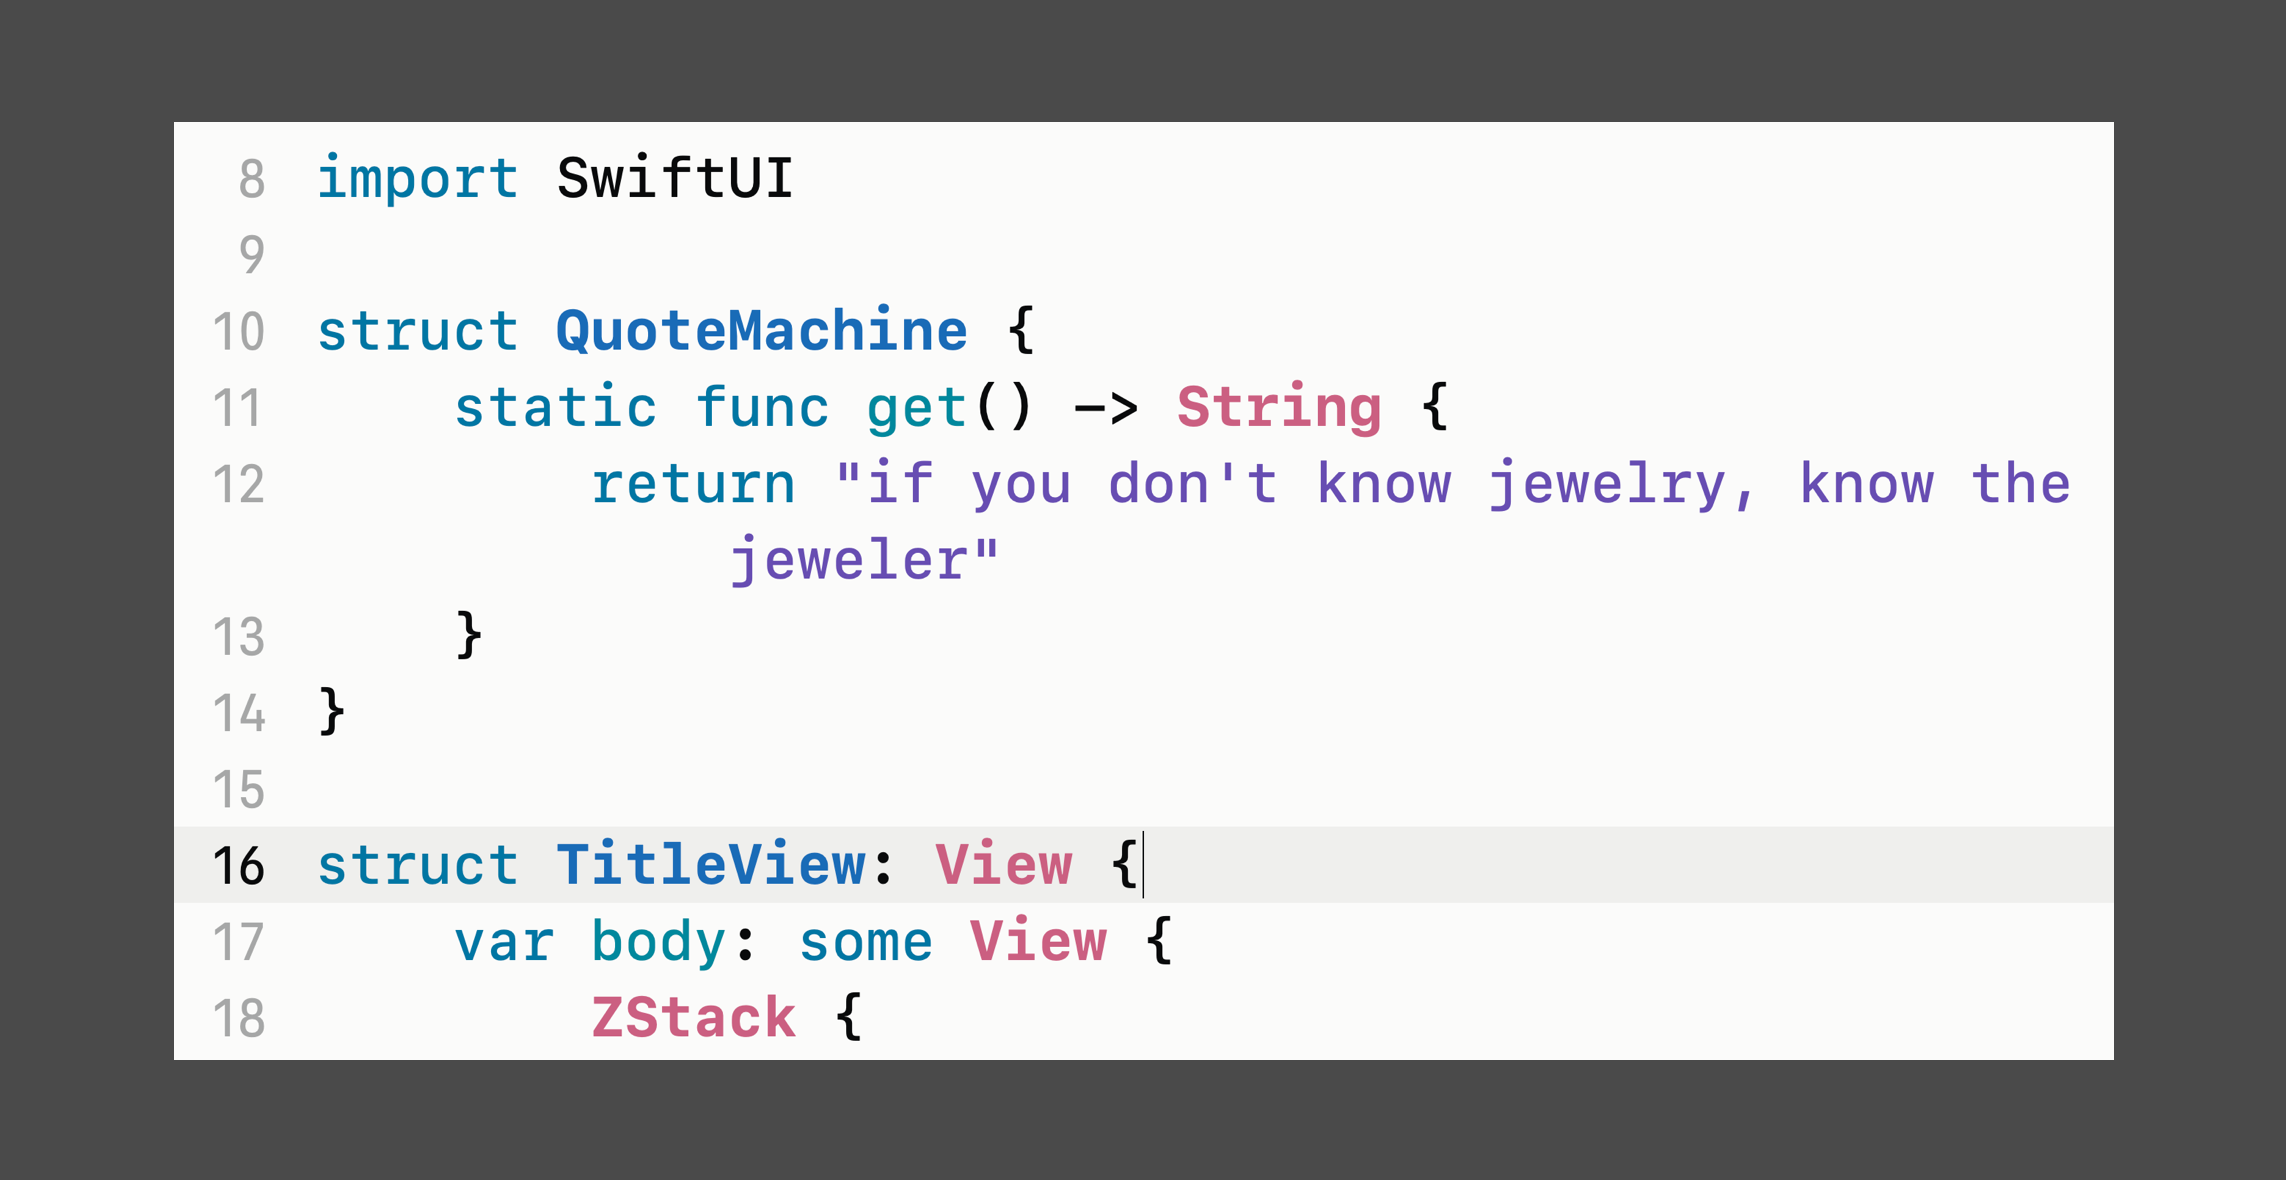 8 import SwiftUI
9
10 struct QuoteMachine {
11     static func get() -> String {
12         return "if you don't know jewelry, know the
            jeweler"
13     }
14 }
15
16 struct TitleView: View {
17     var body: some View {
18         ZStack {